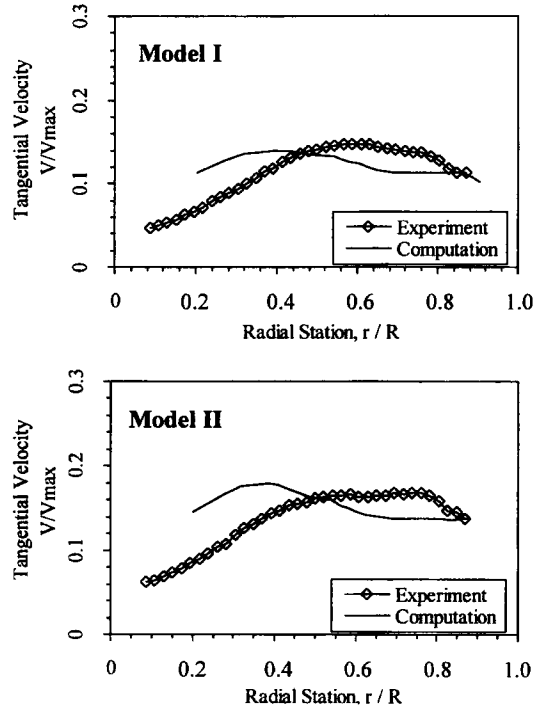 0.3
Model I
0.2
Tangential Velocity
V/Vmax
0.1
Experiment
Computation
0
0 0.2 0.4 0.6 0.8 1.0
Radial Station, r / R
0.3
Model II
0.2
Tangential Velocity
V/Vmax
0.1
Experiment
Computation
0
0 0.2 0.4 0.6 0.8 1.0
Radial Station, r / R